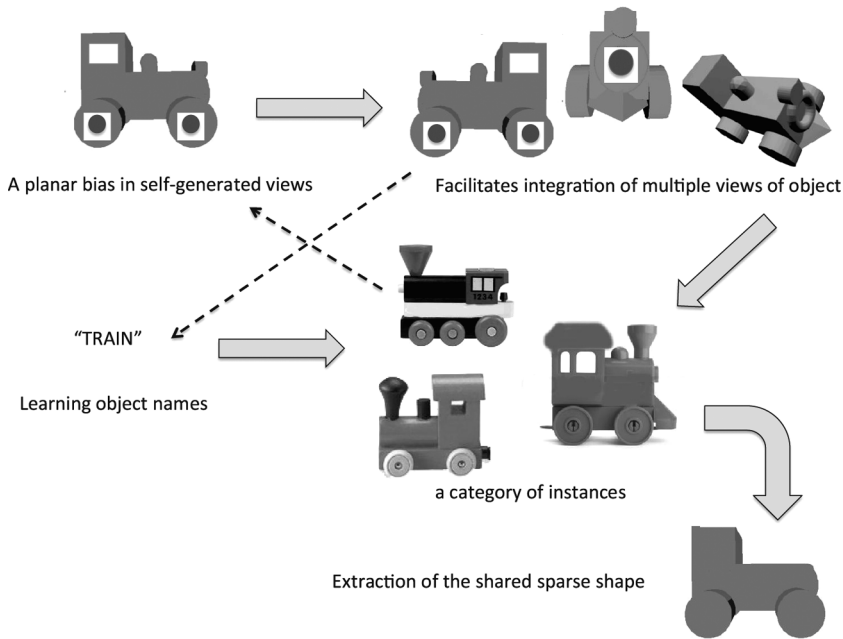 A planar bias in self-generated views
Facilitates integration of multiple views of object
1234
“TRAIN”
Learning object names
a category of instances
Extraction of the shared sparse shape